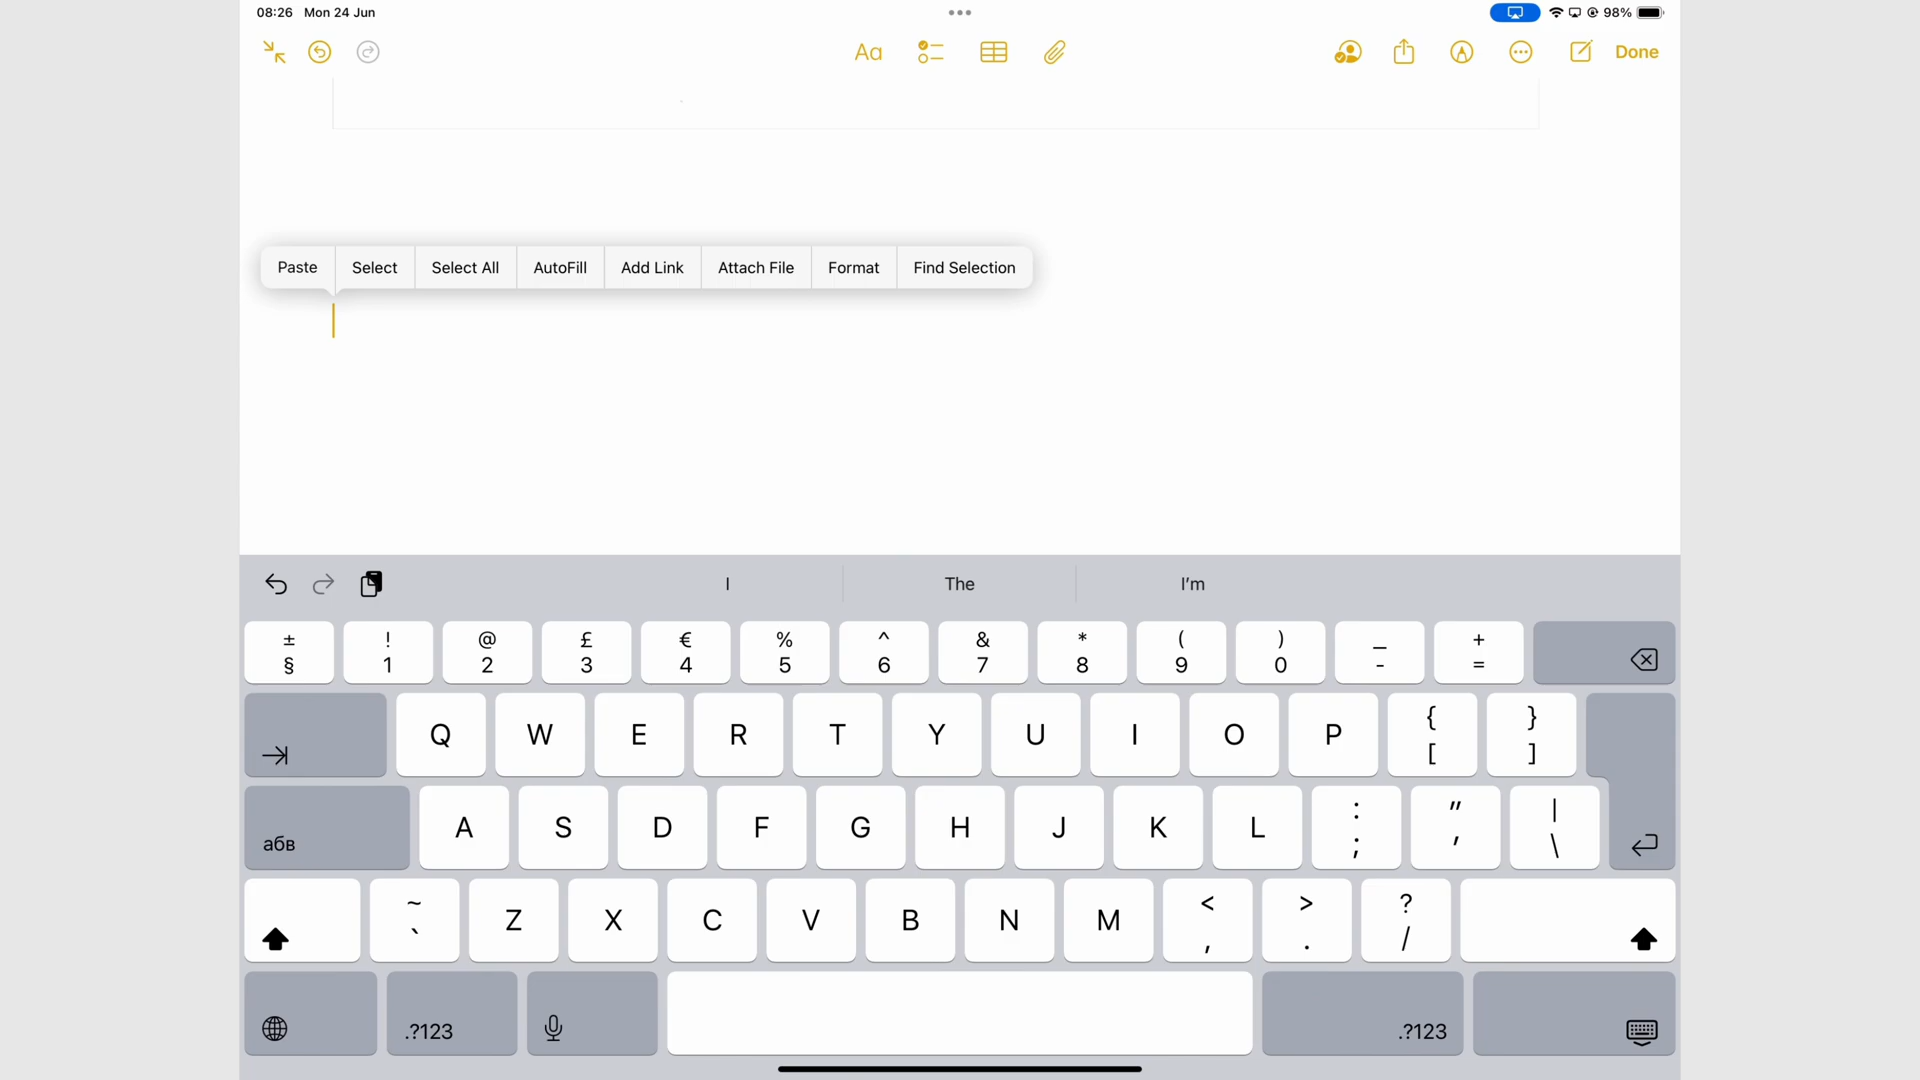 08:26 Mon 24 Jun
98%
Aa
Done
Paste Select Select All AutoFill Add Link Attach File Format Find Selection
I The I'm
± ! @ £ € % ^ & * ( ) _ +
§ 1 2 3 4 5 6 7 8 9 0 - =
Q W E R T Y U I O P { }
[ ]
абв A S D F G H J K L : " |
; ' \
~ Z X C V B N M < > ?
` , . /
.?123 .?123